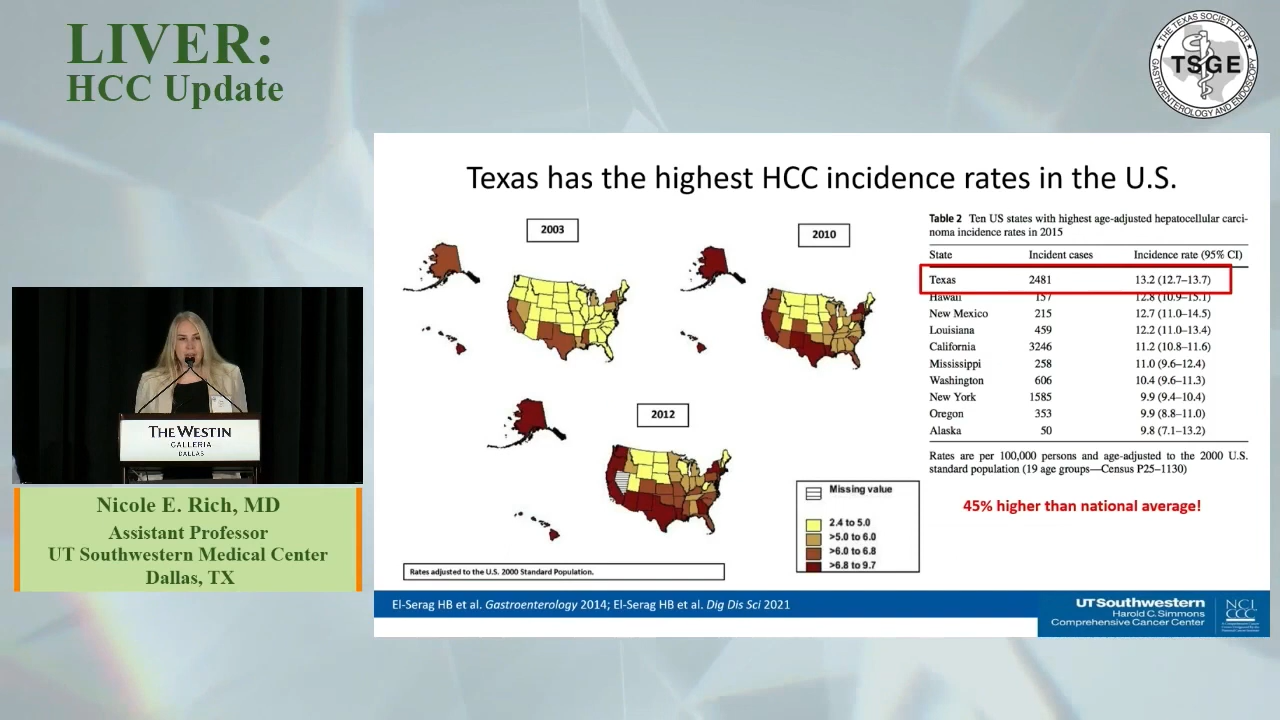 LIVER:
HCC Update
THE TEXAS SOCIETY FOR
GASTROENTEROLOGY AND ENDOSCOPY
TSGE
Texas has the highest HCC incidence rates in the U.S.
2003
2010
2012
Missing value
2.4 to 5.0
>5.0 to 6.0
>6.0 to 6.8
>6.8 to 9.7
Rates adjusted to the U.S. 2000 Standard Population.
Table 2 Ten US states with highest age-adjusted hepatocellular carci-
noma incidence rates in 2015
State Incident cases Incidence rate (95% CI)
Texas 2481 13.2 (12.7–13.7)
Hawaii 157 12.8 (10.9–15.1)
New Mexico 215 12.7 (11.0–14.5)
Louisiana 459 12.2 (11.0–13.4)
California 3246 11.2 (10.8–11.6)
Mississippi 258 11.0 (9.6–12.4)
Washington 606 10.4 (9.6–11.3)
New York 1585 9.9 (9.4–10.4)
Oregon 353 9.9 (8.8–11.0)
Alaska 50 9.8 (7.1–13.2)
Rates are per 100,000 persons and age-adjusted to the 2000 U.S.
standard population (19 age groups—Census P25–1130)
45% higher than national average!
El-Serag HB et al. Gastroenterology 2014; El-Serag HB et al. Dig Dis Sci 2021
UTSouthwestern
Harold C. Simmons
Comprehensive Cancer Center
NCI
CCC
THE WESTIN
GALLERIA
DALLAS
Nicole E. Rich, MD
Assistant Professor
UT Southwestern Medical Center
Dallas, TX